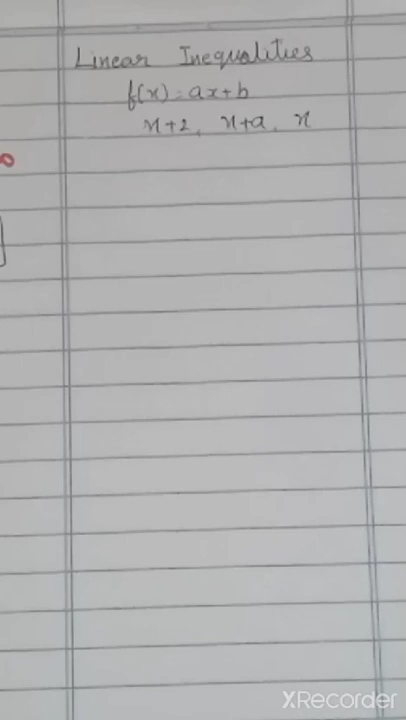 Linear Inequalities
f(x) = ax+b
x+2, x+a, x
XRecorder